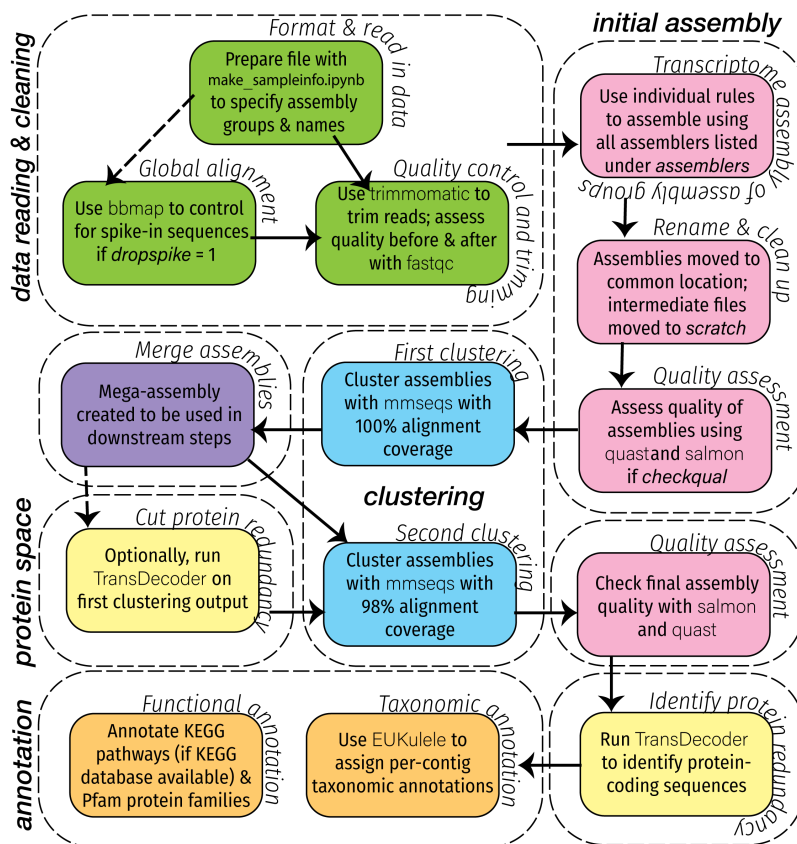 initial assembly
data reading & cleaning
Format & read in data
Prepare file with
make_sampleinfo.ipynb
to specify assembly
groups & names
Global alignment
Use bbmap to control
for spike-in sequences
if dropspike = 1
Quality control and trimming
Use trimmomatic to
trim reads; assess
quality before & after
with fastqc
Transcriptome assembly of assembly groups
Use individual rules
to assemble using
all assemblers listed
under assemblers
Rename & clean up
Assemblies moved to
common location;
intermediate files
moved to scratch
Quality assessment
Assess quality of
assemblies using
quast and salmon
if checkqual
First clustering
Cluster assemblies
with mmseqs with
100% alignment
coverage
Merge assemblies
Mega-assembly
created to be used in
downstream steps
clustering
protein space
Cut protein redundancy
Optionally, run
TransDecoder on
first clustering output
Second clustering
Cluster assemblies
with mmseqs with
98% alignment
coverage
Quality assessment
Check final assembly
quality with salmon
and quast
annotation
Functional annotation
Annotate KEGG
pathways (if KEGG
database available) &
Pfam protein families
Taxonomic annotation
Use EUKulele to
assign per-contig
taxonomic annotations
Identify protein redundancy
Run TransDecoder
to identify protein-
coding sequences